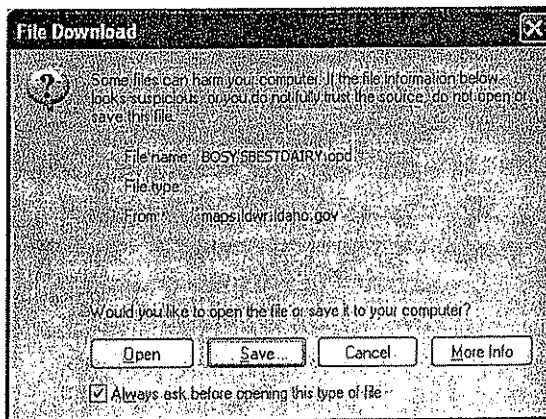 File Download
Some files can harm your computer. If the file information below
looks suspicious, or you do not fully trust the source, do not open or
save this file.
File name:
File type:
From: maps.idwr.idaho.gov
Would you like to open the file or save it to your computer?
Open Save... Cancel More Info
Always ask before opening this type of file